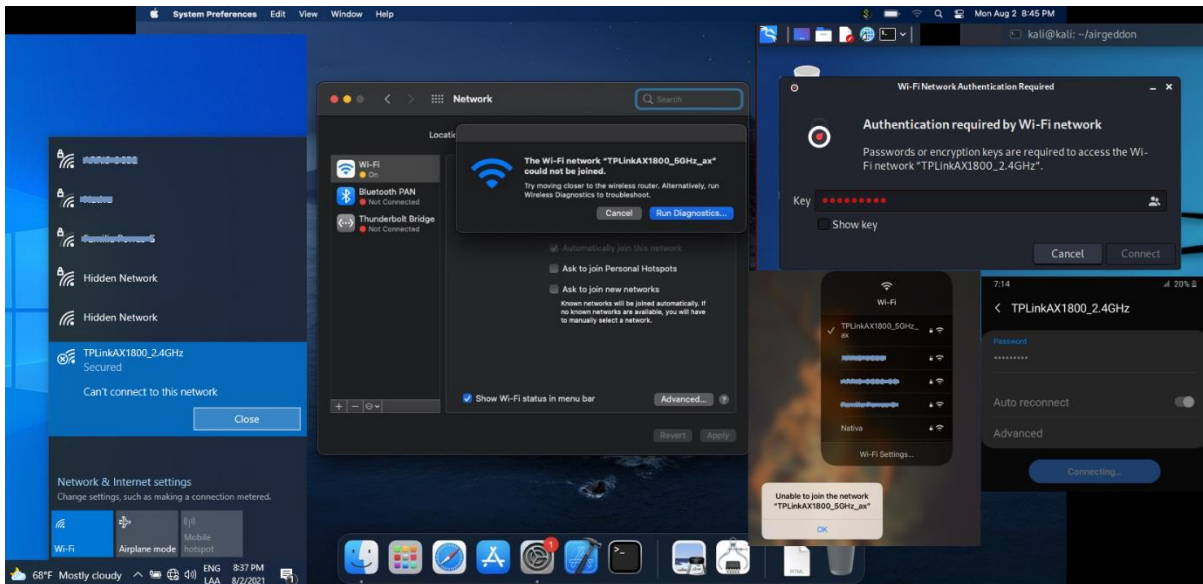 System Preferences Edit View Window Help
Mon Aug 2 8:45 PM
Hidden Network
Hidden Network
TPLinkAX1800_2.4GHz
Secured
Can't connect to this network
Close
Network & Internet settings
Change settings, such as making a connection metered.
Wi-Fi
Airplane mode
Mobile
hotspot
68°F Mostly cloudy
ENG
LAA
8:37 PM
8/2/2021
Network
Search
Wi-Fi
On
Bluetooth PAN
Not Connected
Thunderbolt Bridge
Not Connected
The Wi-Fi network "TPLinkAX1800_5GHz_ax"
could not be joined.
Try moving closer to the wireless router. Alternatively, run
Wireless Diagnostics to troubleshoot.
Cancel
Run Diagnostics...
Automatically join this network
Ask to join Personal Hotspots
Ask to join new networks
Known networks will be joined automatically. If
no known networks are available, you will have
to manually select a network.
Show Wi-Fi status in menu bar
Advanced...
?
Revert
Apply
1
kali@kali: ~/airgeddon
Wi-Fi Network Authentication Required
Authentication required by Wi-Fi network
Passwords or encryption keys are required to access the Wi-
Fi network "TPLinkAX1800_2.4GHz".
Key
Show key
Cancel
Connect
Wi-Fi
TPLinkAX1800_5GHz_
ax
Nativa
Wi-Fi Settings...
Unable to join the network
"TPLinkAX1800_5GHz_ax"
OK
7:14
20%
TPLinkAX1800_2.4GHz
Password
Auto reconnect
Advanced
Connecting...